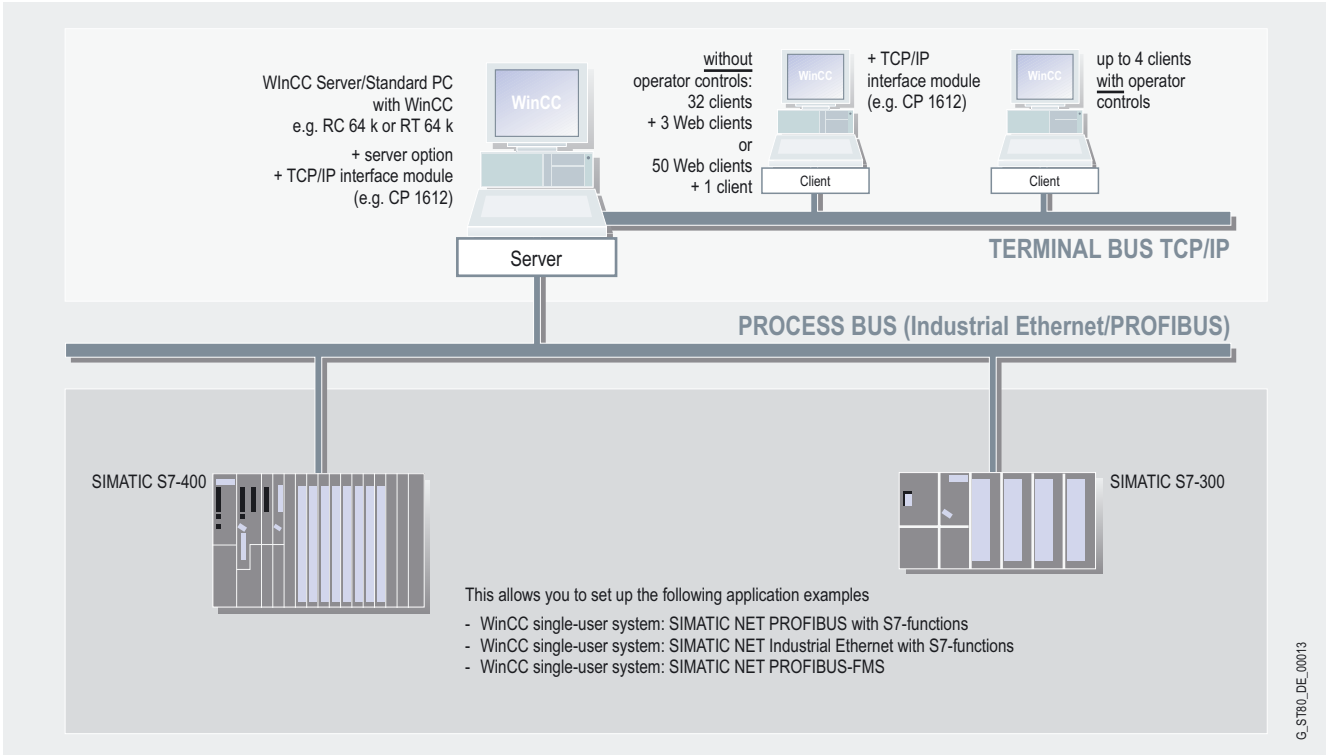 WInCC Server/Standard PC
with WinCC
e.g. RC 64 k or RT 64 k
+ server option
+ TCP/IP interface module
(e.g. CP 1612)
WinCC
Server
without
operator controls:
32 clients
+ 3 Web clients
or
50 Web clients
+ 1 client
WinCC
Client
+ TCP/IP
interface module
(e.g. CP 1612)
WinCC
Client
up to 4 clients
with operator
controls
TERMINAL BUS TCP/IP
PROCESS BUS (Industrial Ethernet/PROFIBUS)
SIMATIC S7-400
SIMATIC S7-300
This allows you to set up the following application examples
- WinCC single-user system: SIMATIC NET PROFIBUS with S7-functions
- WinCC single-user system: SIMATIC NET Industrial Ethernet with S7-functions
- WinCC single-user system: SIMATIC NET PROFIBUS-FMS
G_ST80_DE_00013